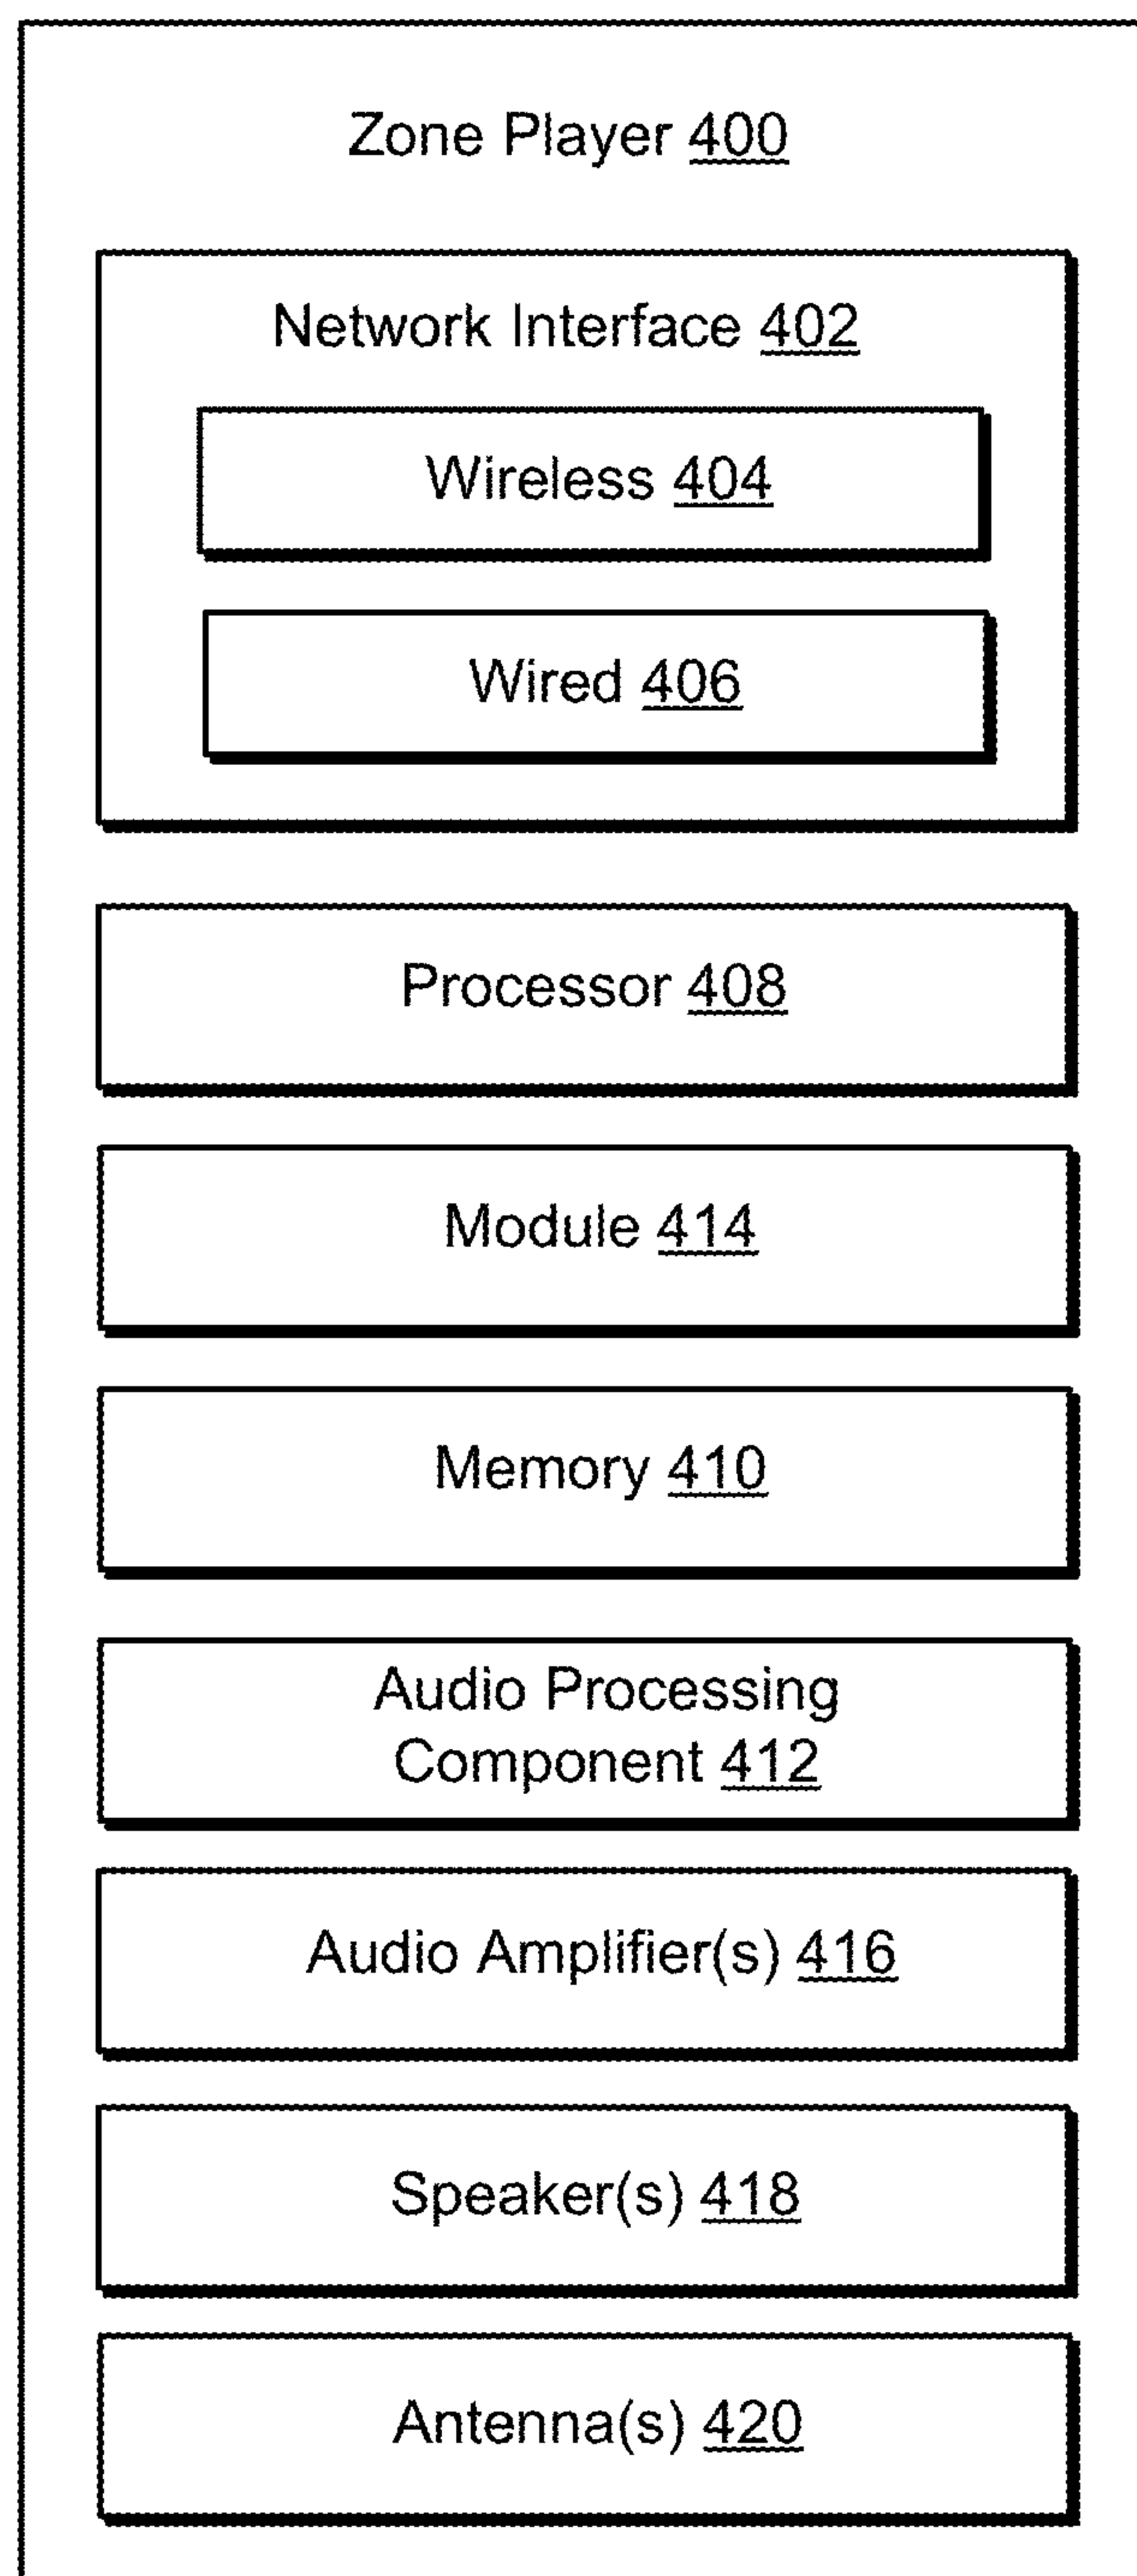 Zone Player 400
Network Interface 402
Wireless 404
Wired 406
Processor 408
Module 414
Memory 410
Audio Processing
Component 412
Audio Amplifier(s) 416
Speaker(s) 418
Antenna(s) 420